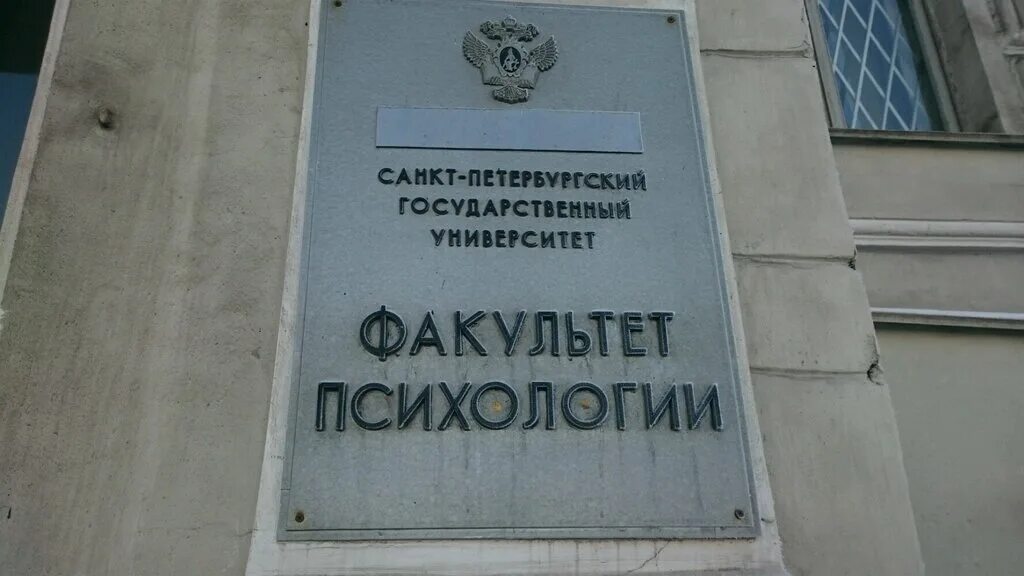 САНКТ-ПЕТЕРБУРГСКИЙ
ГОСУДАРСТВЕННЫЙ
УНИВЕРСИТЕТ
ФАКУЛЬТЕТ
ПСИХОЛОГИИ